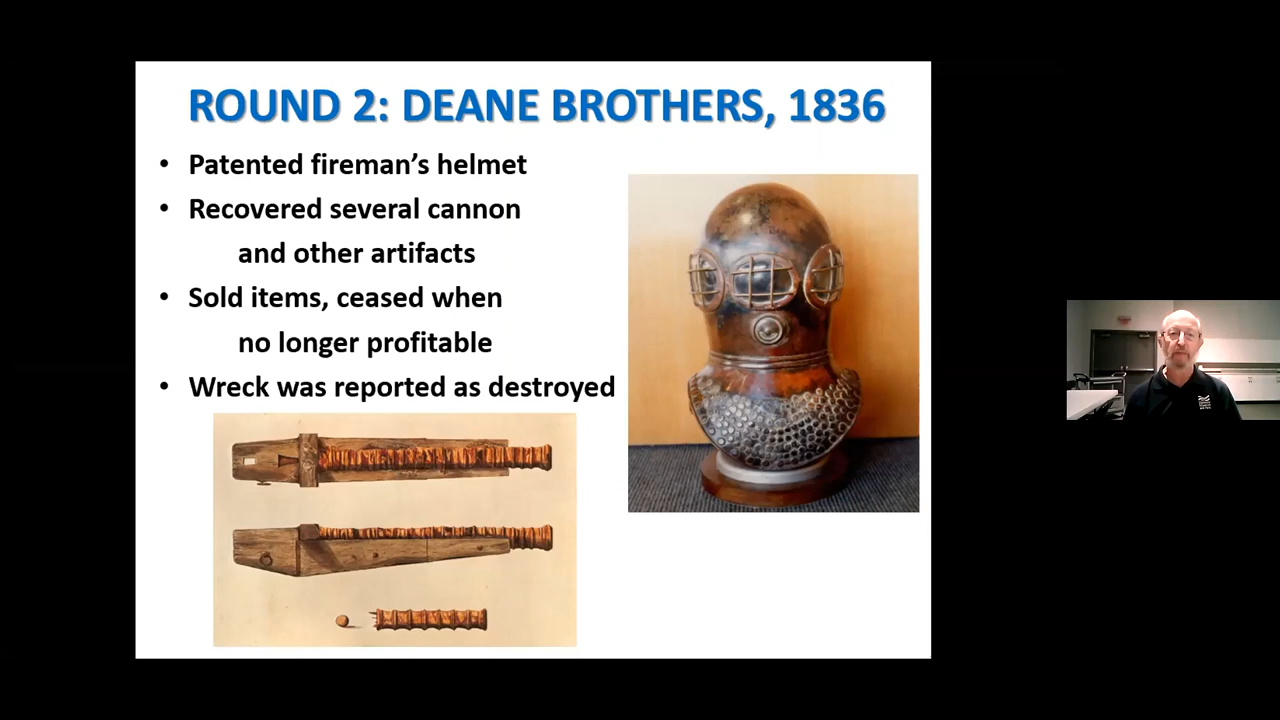 ROUND 2: DEANE BROTHERS, 1836
• Patented fireman's helmet
• Recovered several cannon
and other artifacts
• Sold items, ceased when
no longer profitable
• Wreck was reported as destroyed